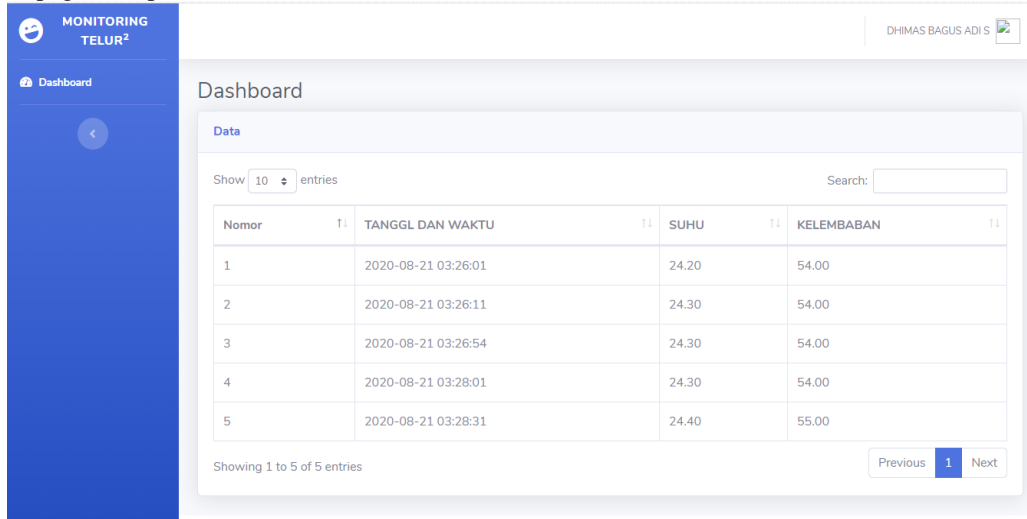 MONITORING
TELUR²
DHIMAS BAGUS ADI S
Dashboard
Dashboard
Data
Show 10 entries
Search:
Nomor TANGGL DAN WAKTU SUHU KELEMBABAN
1 2020-08-21 03:26:01 24.20 54.00
2 2020-08-21 03:26:11 24.30 54.00
3 2020-08-21 03:26:54 24.30 54.00
4 2020-08-21 03:28:01 24.30 54.00
5 2020-08-21 03:28:31 24.40 55.00
Showing 1 to 5 of 5 entries
Previous 1 Next